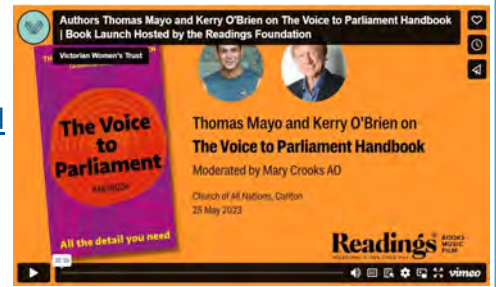 Authors Thomas Mayo and Kerry O'Brien on The Voice to Parliament Handbook
| Book Launch Hosted by the Readings Foundation
Victorian Women's Trust
The Voice
to
Parliament
HANDBOOK
All the detail you need
Thomas Mayo and Kerry O'Brien on
The Voice to Parliament Handbook
Moderated by Mary Crooks AO
Church of All Nations, Carlton
25 May 2023
Readings
BOOKS
MUSIC
FILM
vimeo